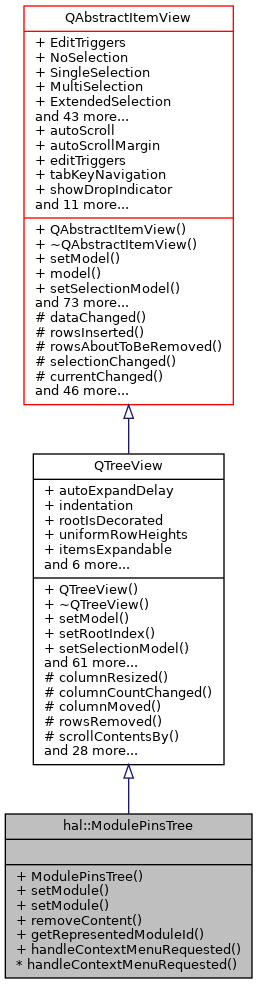 QAbstractItemView
+ EditTriggers
+ NoSelection
+ SingleSelection
+ MultiSelection
+ ExtendedSelection
and 43 more...
+ autoScroll
+ autoScrollMargin
+ editTriggers
+ tabKeyNavigation
+ showDropIndicator
and 11 more...
+ QAbstractItemView()
+ ~QAbstractItemView()
+ setModel()
+ model()
+ setSelectionModel()
and 73 more...
# dataChanged()
# rowsInserted()
# rowsAboutToBeRemoved()
# selectionChanged()
# currentChanged()
and 46 more...
QTreeView
+ autoExpandDelay
+ indentation
+ rootIsDecorated
+ uniformRowHeights
+ itemsExpandable
and 6 more...
+ QTreeView()
+ ~QTreeView()
+ setModel()
+ setRootIndex()
+ setSelectionModel()
and 61 more...
# columnResized()
# columnCountChanged()
# columnMoved()
# rowsRemoved()
# scrollContentsBy()
and 28 more...
hal::ModulePinsTree
+ ModulePinsTree()
+ setModule()
+ setModule()
+ removeContent()
+ getRepresentedModuleId()
+ handleContextMenuRequested()
* handleContextMenuRequested()